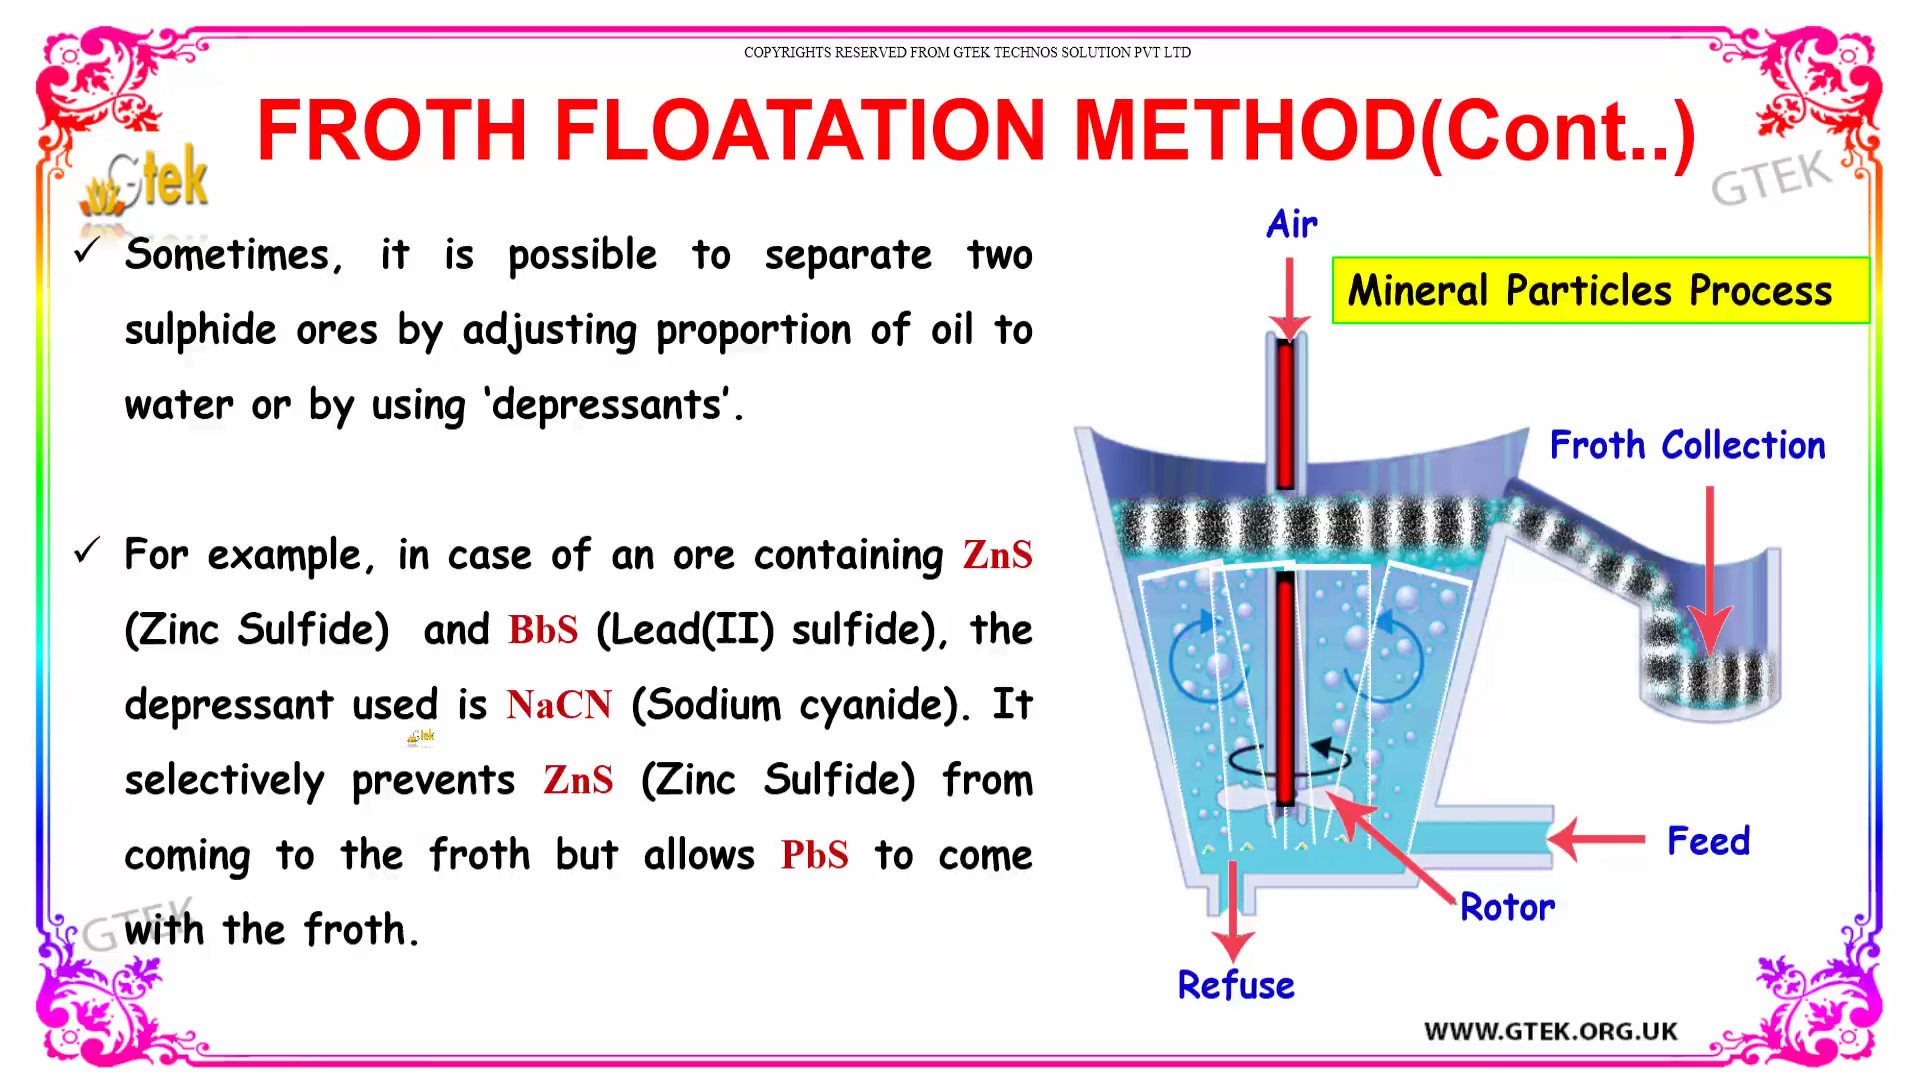 COPYRIGHTS RESERVED FROM GTEK TECHNOS SOLUTION PVT LTD
FROTH FLOATATION METHOD(Cont..)
Gtek
GTEK
Sometimes, it is possible to separate two
sulphide ores by adjusting proportion of oil to
water or by using ‘depressants’.
For example, in case of an ore containing ZnS
(Zinc Sulfide) and BbS (Lead(II) sulfide), the
depressant used is NaCN (Sodium cyanide). It
Gtek
selectively prevents ZnS (Zinc Sulfide) from
coming to the froth but allows PbS to come
with the froth.
GTEK
Air
Mineral Particles Process
Froth Collection
Feed
Rotor
Refuse
WWW.GTEK.ORG.UK